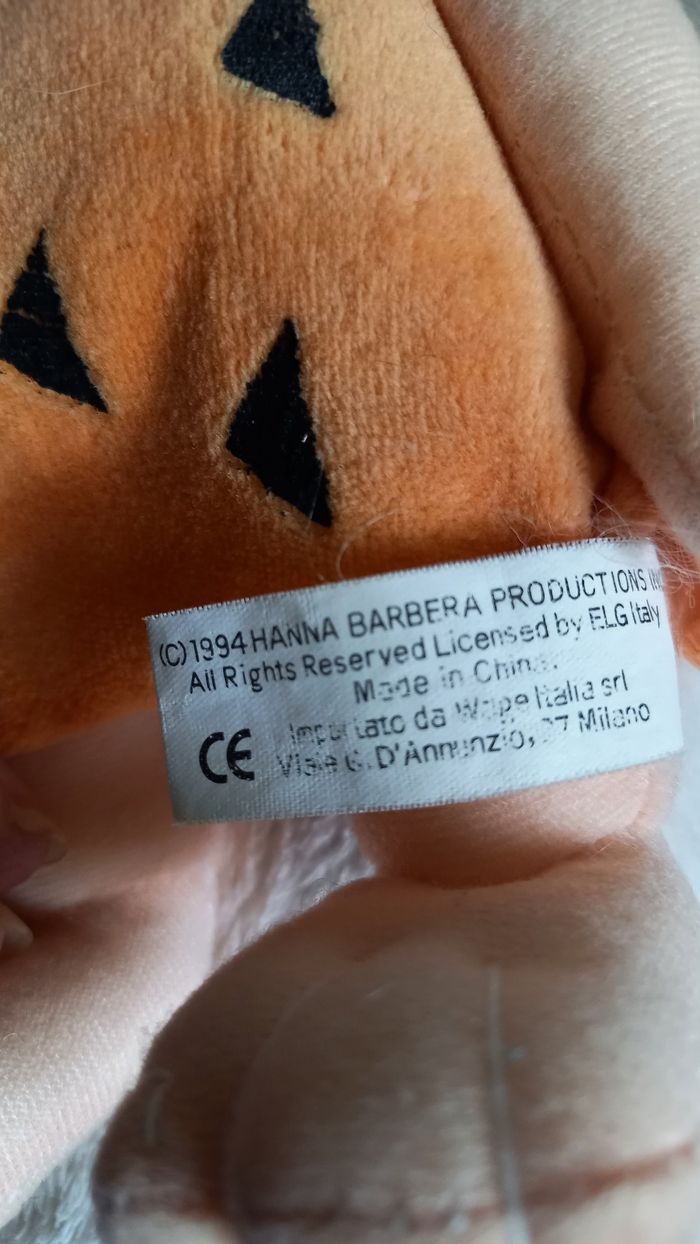 (C)1994 HANNA BARBERA PRODUCTIONS
All Rights Reserved Licensed by ELG Italy
Made in China.
Importato da Italia srl
CE Viale G. D'Annunzio, 37 Milano